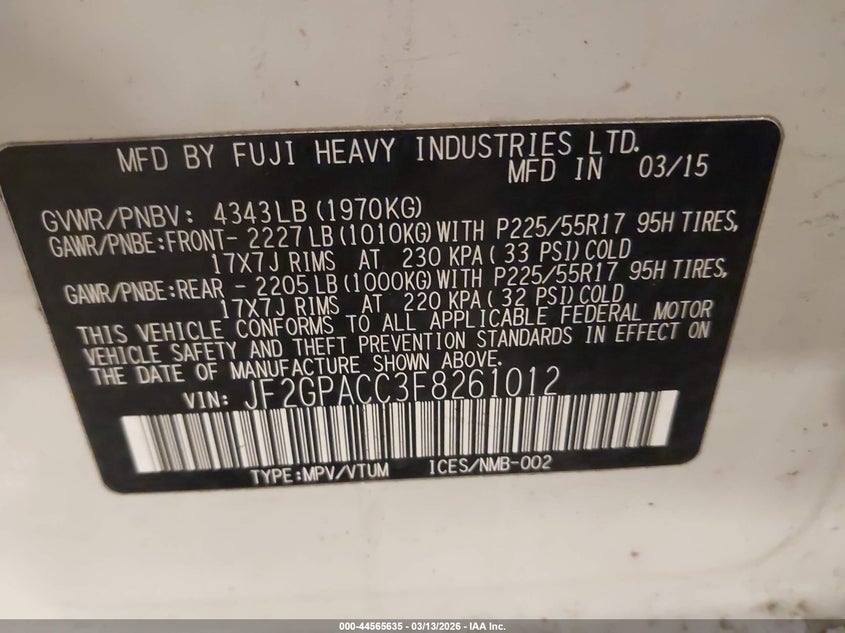 MFD BY FUJI HEAVY INDUSTRIES LTD.
MFD IN 03/15
GVWR/PNBV: 4343LB (1970KG)
GAWR/PNBE:FRONT- 2227LB (1010KG) WITH P225/55R17 95H TIRES,
17X7J RIMS AT 230 KPA ( 33 PSI) COLD
GAWR/PNBE:REAR - 2205LB (1000KG) WITH P225/55R17 95H TIRES,
17X7J RIMS AT 220 KPA ( 32 PSI) COLD
THIS VEHICLE CONFORMS TO ALL APPLICABLE FEDERAL MOTOR
VEHICLE SAFETY AND THEFT PREVENTION STANDARDS IN EFFECT ON
THE DATE OF MANUFACTURE SHOWN ABOVE.
VIN: JF2GPACC3F8261012
TYPE:MPV/VTUM ICES/NMB-002
000-44565635 - 03/13/2026 - IAA Inc.